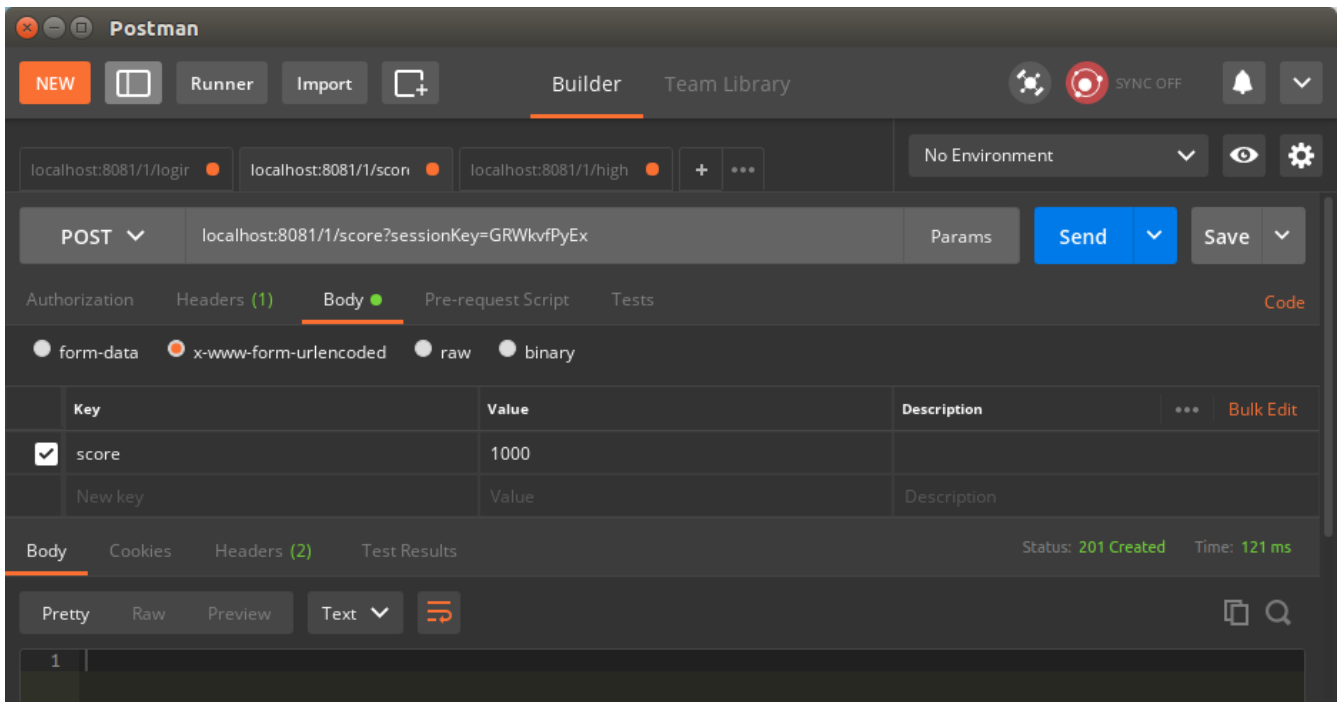 Postman
NEW Runner Import Builder Team Library SYNC OFF
localhost:8081/1/login localhost:8081/1/scor localhost:8081/1/high + ••• No Environment
POST localhost:8081/1/score?sessionKey=GRWkvfPyEx Params Send Save
Authorization Headers (1) Body Pre-request Script Tests Code
form-data x-www-form-urlencoded raw binary
Key Value Description ••• Bulk Edit
score 1000
New key Value Description
Body Cookies Headers (2) Test Results Status: 201 Created Time: 121 ms
Pretty Raw Preview Text
1